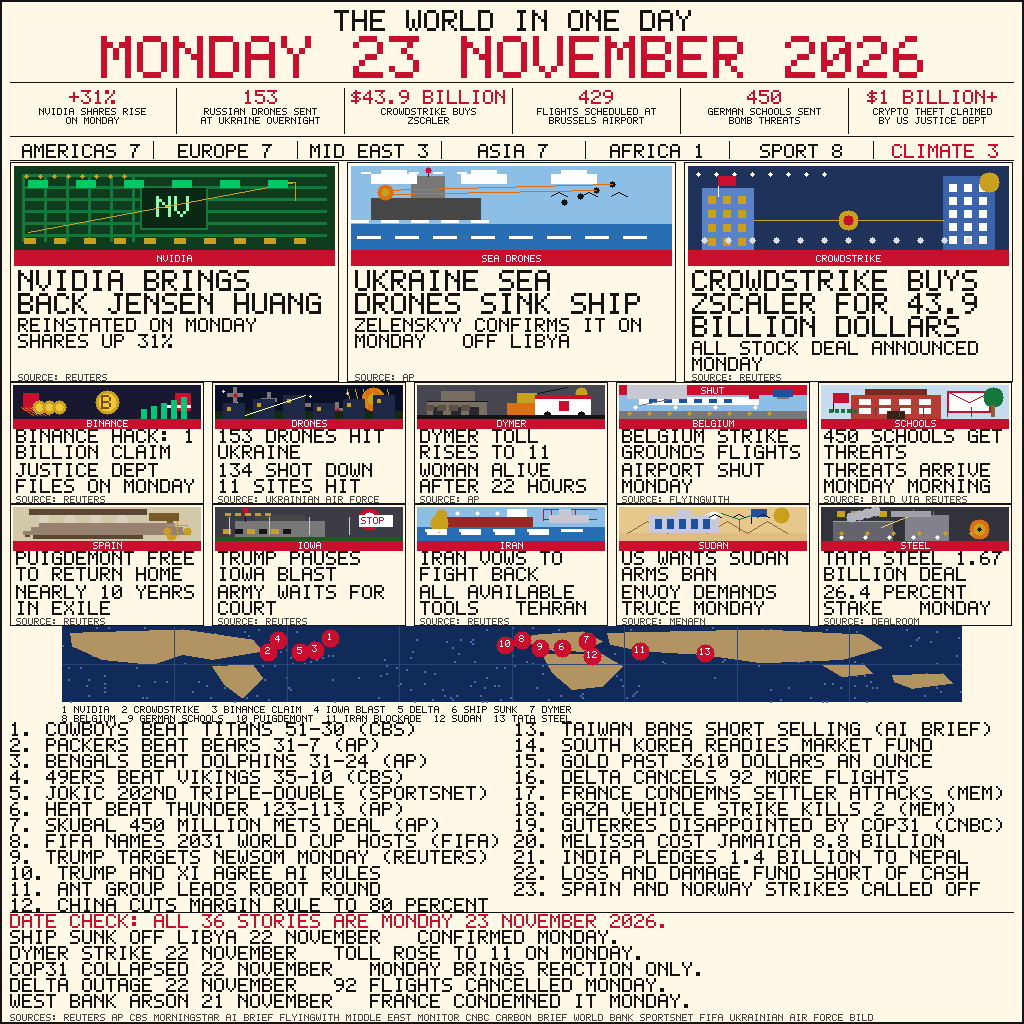 THE WORLD IN ONE DAY
MONDAY 23 NOVEMBER 2026
+31%
NVIDIA SHARES RISE
ON MONDAY
153
RUSSIAN DRONES SENT
AT UKRAINE OVERNIGHT
$43.9 BILLION
CROWDSTRIKE BUYS
ZSCALER
429
FLIGHTS SCHEDULED AT
BRUSSELS AIRPORT
450
GERMAN SCHOOLS SENT
BOMB THREATS
$1 BILLION+
CRYPTO THEFT CLAIMED
BY US JUSTICE DEPT
AMERICAS 7
EUROPE 7
MID EAST 3
ASIA 7
AFRICA 1
SPORT 8
CLIMATE 3
NV
NVIDIA
NVIDIA BRINGS
BACK JENSEN HUANG
REINSTATED ON MONDAY
SHARES UP 31%
SOURCE: REUTERS
SEA DRONES
UKRAINE SEA
DRONES SINK SHIP
ZELENSKYY CONFIRMS IT ON
MONDAY OFF LIBYA
SOURCE: AP
CROWDSTRIKE
CROWDSTRIKE BUYS
ZSCALER FOR 43.9
BILLION DOLLARS
ALL STOCK DEAL ANNOUNCED
MONDAY
SOURCE: REUTERS
B
BINANCE
BINANCE HACK: 1
BILLION CLAIM
JUSTICE DEPT
FILES ON MONDAY
SOURCE: REUTERS
DRONES
153 DRONES HIT
UKRAINE
134 SHOT DOWN
11 SITES HIT
SOURCE: UKRAINIAN AIR FORCE
DYMER
DYMER TOLL
RISES TO 11
WOMAN ALIVE
AFTER 22 HOURS
SOURCE: AP
SHUT
BELGIUM
BELGIUM STRIKE
GROUNDS FLIGHTS
AIRPORT SHUT
MONDAY
SOURCE: FLYINGWITH
SCHOOLS
450 SCHOOLS GET
THREATS
THREATS ARRIVE
MONDAY MORNING
SOURCE: BILD VIA REUTERS
SPAIN
PUIGDEMONT FREE
TO RETURN HOME
NEARLY 10 YEARS
IN EXILE
SOURCE: REUTERS
STOP
IOWA
TRUMP PAUSES
IOWA BLAST
ARMY WAITS FOR
COURT
SOURCE: REUTERS
IRAN
IRAN VOWS TO
FIGHT BACK
ALL AVAILABLE
TOOLS TEHRAN
SOURCE: REUTERS
SUDAN
US WANTS SUDAN
ARMS BAN
ENVOY DEMANDS
TRUCE MONDAY
SOURCE: MENAFN
STEEL
TATA STEEL 1.67
BILLION DEAL
26.4 PERCENT
STAKE MONDAY
SOURCE: DEALROOM
4
1
2
5
3
10
8
9
6
7
12
11
13
1 NVIDIA 2 CROWDSTRIKE 3 BINANCE CLAIM 4 IOWA BLAST 5 DELTA 6 SHIP SUNK 7 DYMER
8 BELGIUM 9 GERMAN SCHOOLS 10 PUIGDEMONT 11 IRAN BLOCKADE 12 SUDAN 13 TATA STEEL
1. COWBOYS BEAT TITANS 51-30 (CBS)
2. PACKERS BEAT BEARS 31-7 (AP)
3. BENGALS BEAT DOLPHINS 31-24 (AP)
4. 49ERS BEAT VIKINGS 35-10 (CBS)
5. JOKIC 202ND TRIPLE-DOUBLE (SPORTSNET)
6. HEAT BEAT THUNDER 123-113 (AP)
7. SKUBAL 450 MILLION METS DEAL (AP)
8. FIFA NAMES 2031 WORLD CUP HOSTS (FIFA)
9. TRUMP TARGETS NEWSOM MONDAY (REUTERS)
10. TRUMP AND XI AGREE AI RULES
11. ANT GROUP LEADS ROBOT ROUND
12. CHINA CUTS MARGIN RULE TO 80 PERCENT
13. TAIWAN BANS SHORT SELLING (AI BRIEF)
14. SOUTH KOREA READIES MARKET FUND
15. GOLD PAST 3610 DOLLARS AN OUNCE
16. DELTA CANCELS 92 MORE FLIGHTS
17. FRANCE CONDEMNS SETTLER ATTACKS (MEM)
18. GAZA VEHICLE STRIKE KILLS 2 (MEM)
19. GUTERRES DISAPPOINTED BY COP31 (CNBC)
20. MELISSA COST JAMAICA 8.8 BILLION
21. INDIA PLEDGES 1.4 BILLION TO NEPAL
22. LOSS AND DAMAGE FUND SHORT OF CASH
23. SPAIN AND NORWAY STRIKES CALLED OFF
DATE CHECK: ALL 36 STORIES ARE MONDAY 23 NOVEMBER 2026.
SHIP SUNK OFF LIBYA 22 NOVEMBER CONFIRMED MONDAY.
DYMER STRIKE 22 NOVEMBER TOLL ROSE TO 11 ON MONDAY.
COP31 COLLAPSED 22 NOVEMBER MONDAY BRINGS REACTION ONLY.
DELTA OUTAGE 22 NOVEMBER 92 FLIGHTS CANCELLED MONDAY.
WEST BANK ARSON 21 NOVEMBER FRANCE CONDEMNED IT MONDAY.
SOURCES: REUTERS AP CBS MORNINGSTAR AI BRIEF FLYINGWITH MIDDLE EAST MONITOR CNBC CARBON BRIEF WORLD BANK SPORTSNET FIFA UKRAINIAN AIR FORCE BILD